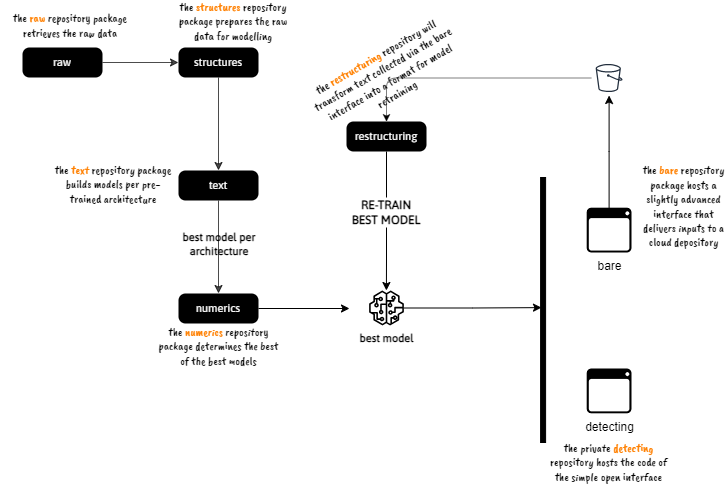 the raw repository package
retrieves the raw data
raw
the structures repository
package prepares the raw
data for modelling
structures
the restructuring repository will
transform text collected via the bare
interface into a format for model
retraining
restructuring
the text repository package
builds models per pre-
trained architecture
text
RE-TRAIN
BEST MODEL
the bare repository
package hosts a
slightly advanced
interface that
delivers inputs to a
cloud depository
bare
best model per
architecture
numerics
the numerics repository
package determines the best
of the best models
best model
detecting
the private detecting
repository hosts the code of
the simple open interface